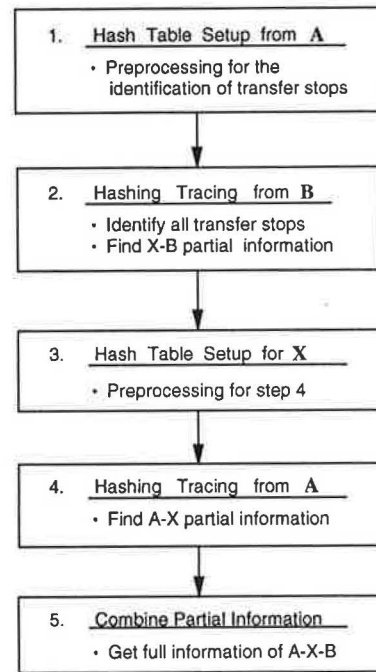 1. Hash Table Setup from A
• Preprocessing for the
identification of transfer stops
2. Hashing Tracing from B
• Identify all transfer stops
• Find X-B partial information
3. Hash Table Setup for X
• Preprocessing for step 4
4. Hashing Tracing from A
• Find A-X partial information
5. Combine Partial Information
• Get full information of A-X-B